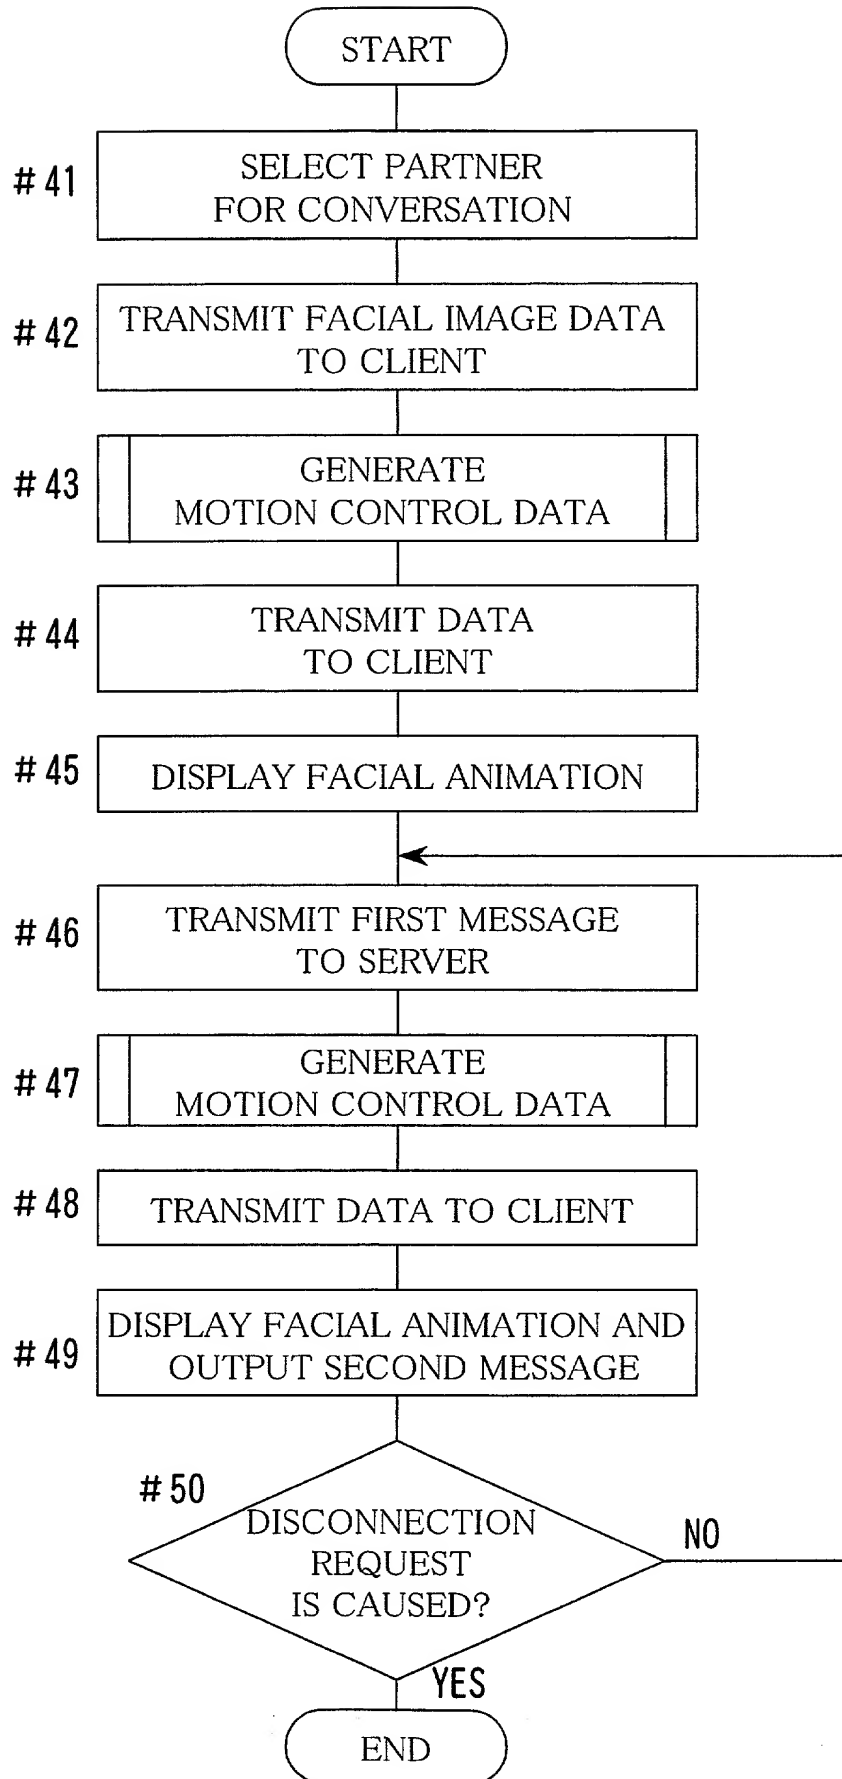 START
#41
SELECT PARTNER
FOR CONVERSATION
#42
TRANSMIT FACIAL IMAGE DATA
TO CLIENT
#43
GENERATE
MOTION CONTROL DATA
#44
TRANSMIT DATA
TO CLIENT
#45
DISPLAY FACIAL ANIMATION
#46
TRANSMIT FIRST MESSAGE
TO SERVER
#47
GENERATE
MOTION CONTROL DATA
#48
TRANSMIT DATA TO CLIENT
#49
DISPLAY FACIAL ANIMATION AND
OUTPUT SECOND MESSAGE
#50
DISCONNECTION
REQUEST
IS CAUSED?
NO
YES
END